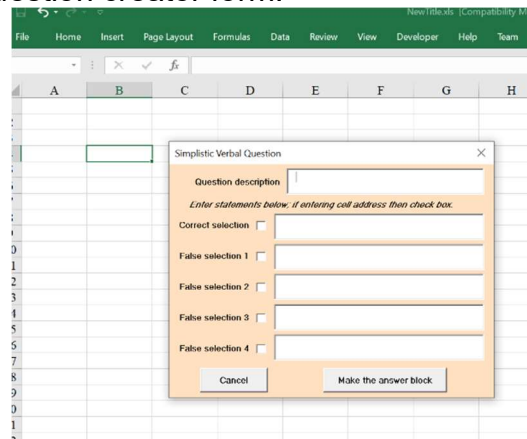 question creator form.
NewTitle.xls [Compatibility M
File Home Insert Page Layout Formulas Data Review View Developer Help Team
fx
A B C D E F G H
Simplistic Verbal Question
Question description
Enter statements below; if entering cell address then check box.
Correct selection
False selection 1
False selection 2
False selection 3
False selection 4
Cancel Make the answer block